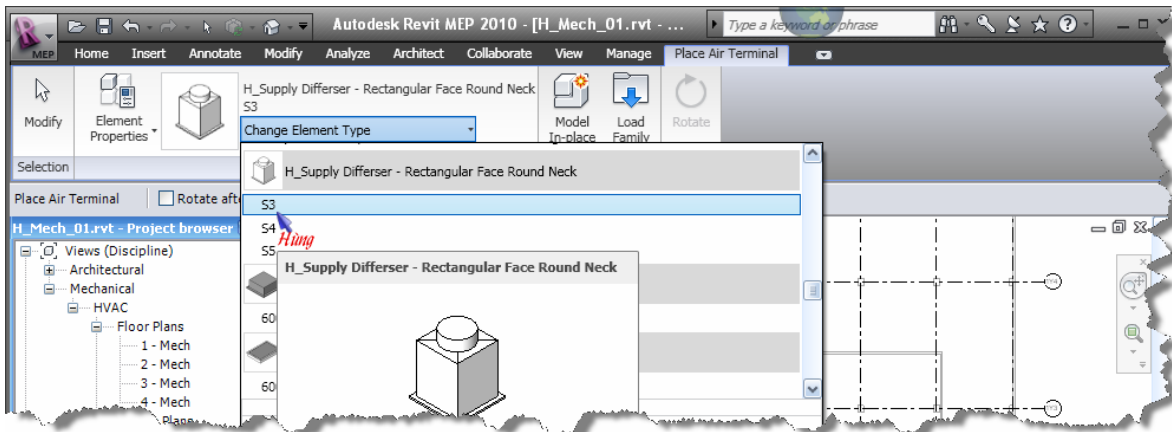 Autodesk Revit MEP 2010 - [H_Mech_01.rvt - ...
Type a keyword or phrase
MEP
Home Insert Annotate Modify Analyze Architect Collaborate View Manage Place Air Terminal
H_Supply Differser - Rectangular Face Round Neck
S3
Change Element Type
Modify
Element
Properties
Model
In-place
Load
Family
Rotate
Selection
H_Supply Differser - Rectangular Face Round Neck
Place Air Terminal Rotate aft
S3
H_Mech_01.rvt - Project browser
S4
Hùng
S5
Views (Discipline)
H_Supply Differser - Rectangular Face Round Neck
Architectural
Mechanical
HVAC
60
Floor Plans
1 - Mech
2 - Mech
3 - Mech
60
4 - Mech